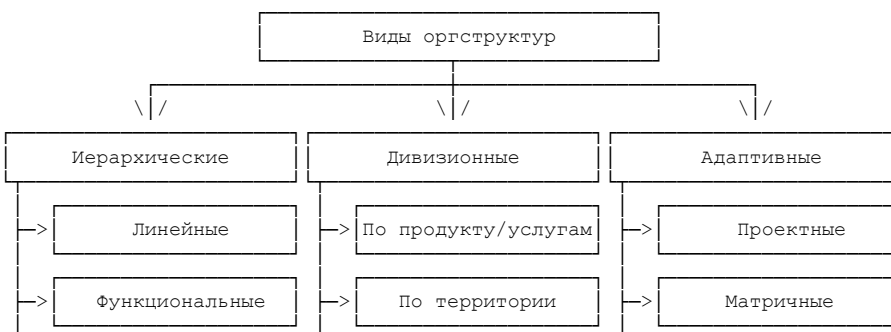 Виды оргструктур
Иерархические Дивизионные Адаптивные
Линейные По продукту/услугам Проектные
Функциональные По территории Матричные